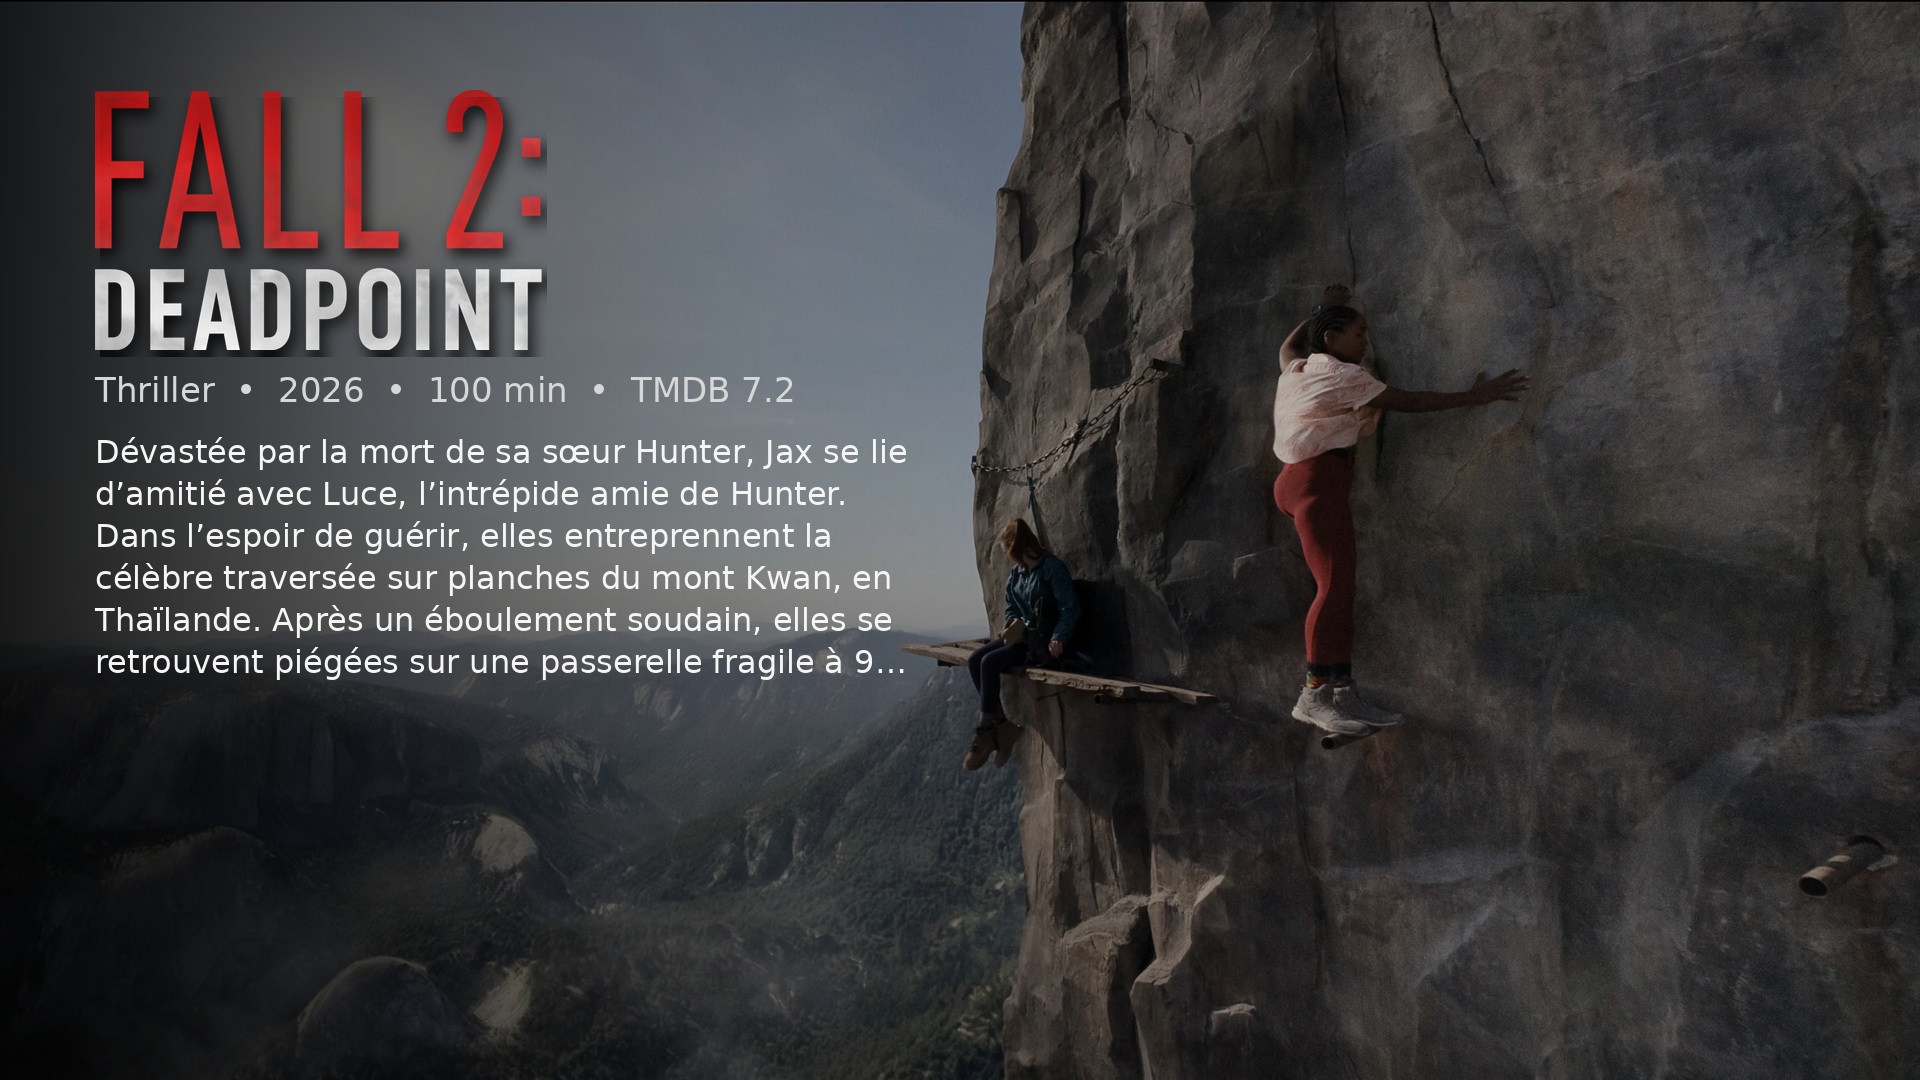 FALL 2:
DEADPOINT
Thriller • 2026 • 100 min • TMDB 7.2
Dévastée par la mort de sa sœur Hunter, Jax se lie
d’amitié avec Luce, l’intrépide amie de Hunter.
Dans l’espoir de guérir, elles entreprennent la
célèbre traversée sur planches du mont Kwan, en
Thaïlande. Après un éboulement soudain, elles se
retrouvent piégées sur une passerelle fragile à 9…